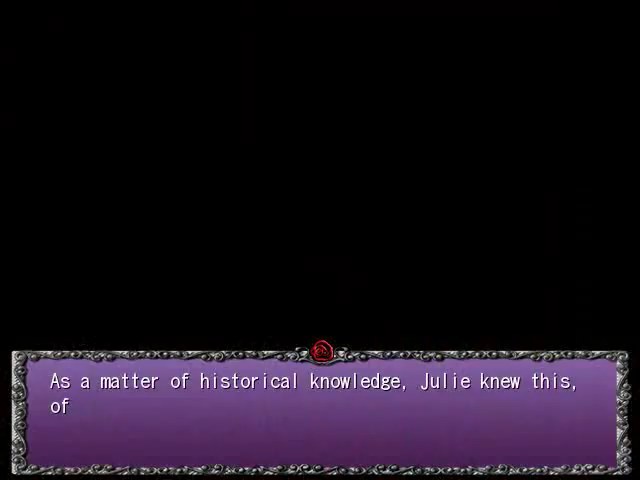 As a matter of historical knowledge, Julie knew this,
of